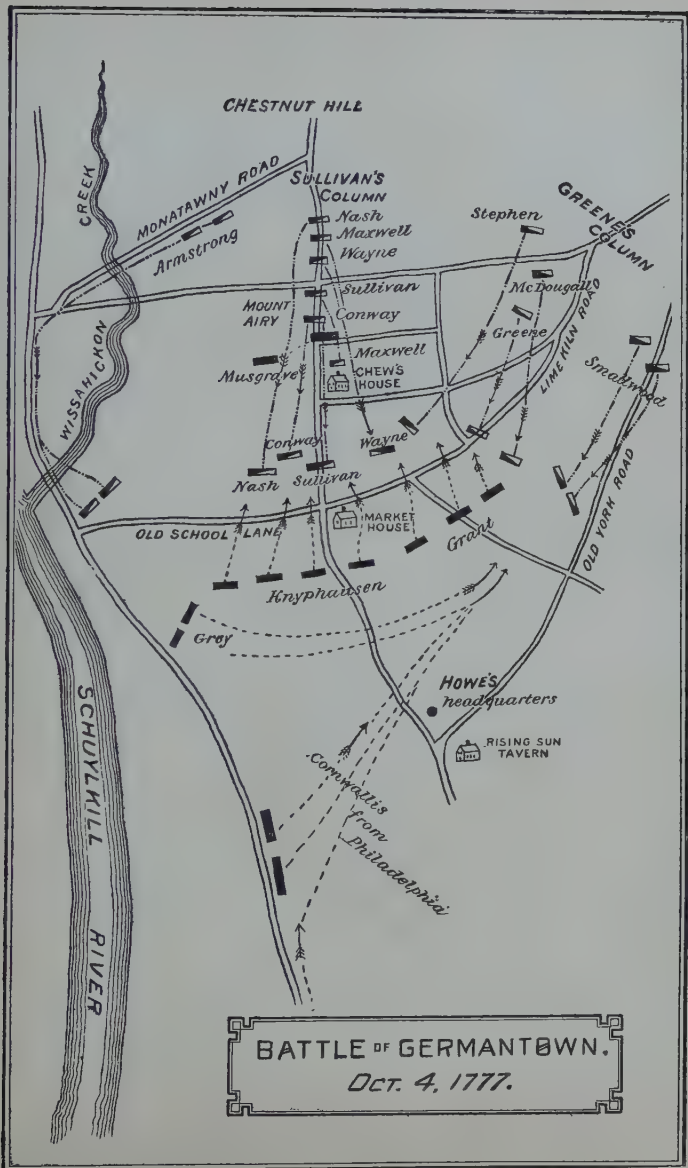 CHESTNUT HILL
CREEK
MONATAWNY ROAD
SULLIVAN'S
COLUMN
GREENE'S
COLUMN
Nash
Maxwell
Wayne
Stephen
Armstrong
Sullivan
McDougall
MOUNT
AIRY
Conway
Greene
LIME KILN ROAD
WISSAHICKON
Musgrave
Maxwell
CHEW'S
HOUSE
Smallwood
Conway
Wayne
Nash
Sullivan
OLD SCHOOL LANE
MARKET
HOUSE
Grant
OLD YORK ROAD
Knyphausen
Grey
HOWE'S
headquarters
RISING SUN
TAVERN
SCHUYLKILL
RIVER
Cornwallis
from
Philadelphia
BATTLE OF GERMANTOWN.
OCT. 4, 1777.